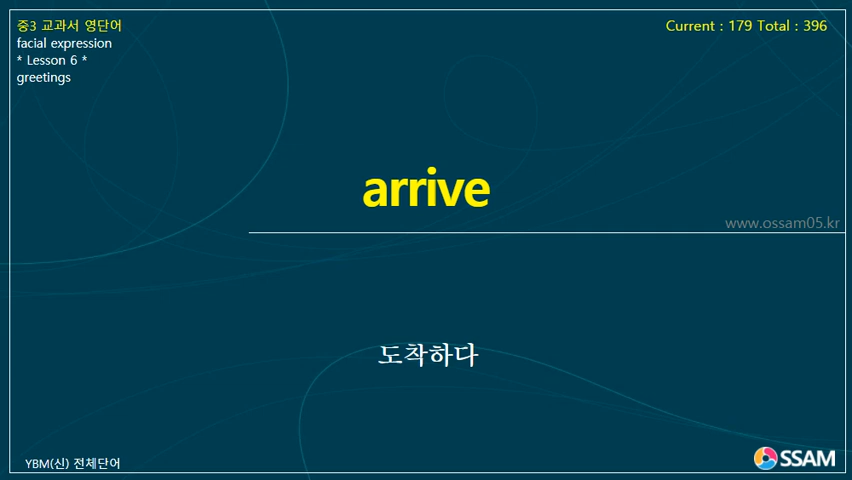 중3 교과서 영단어
Current : 179 Total : 396
facial expression
* Lesson 6 *
greetings
arrive
www.ossam05.kr
도착하다
YBM(신) 전체단어
OSSAM